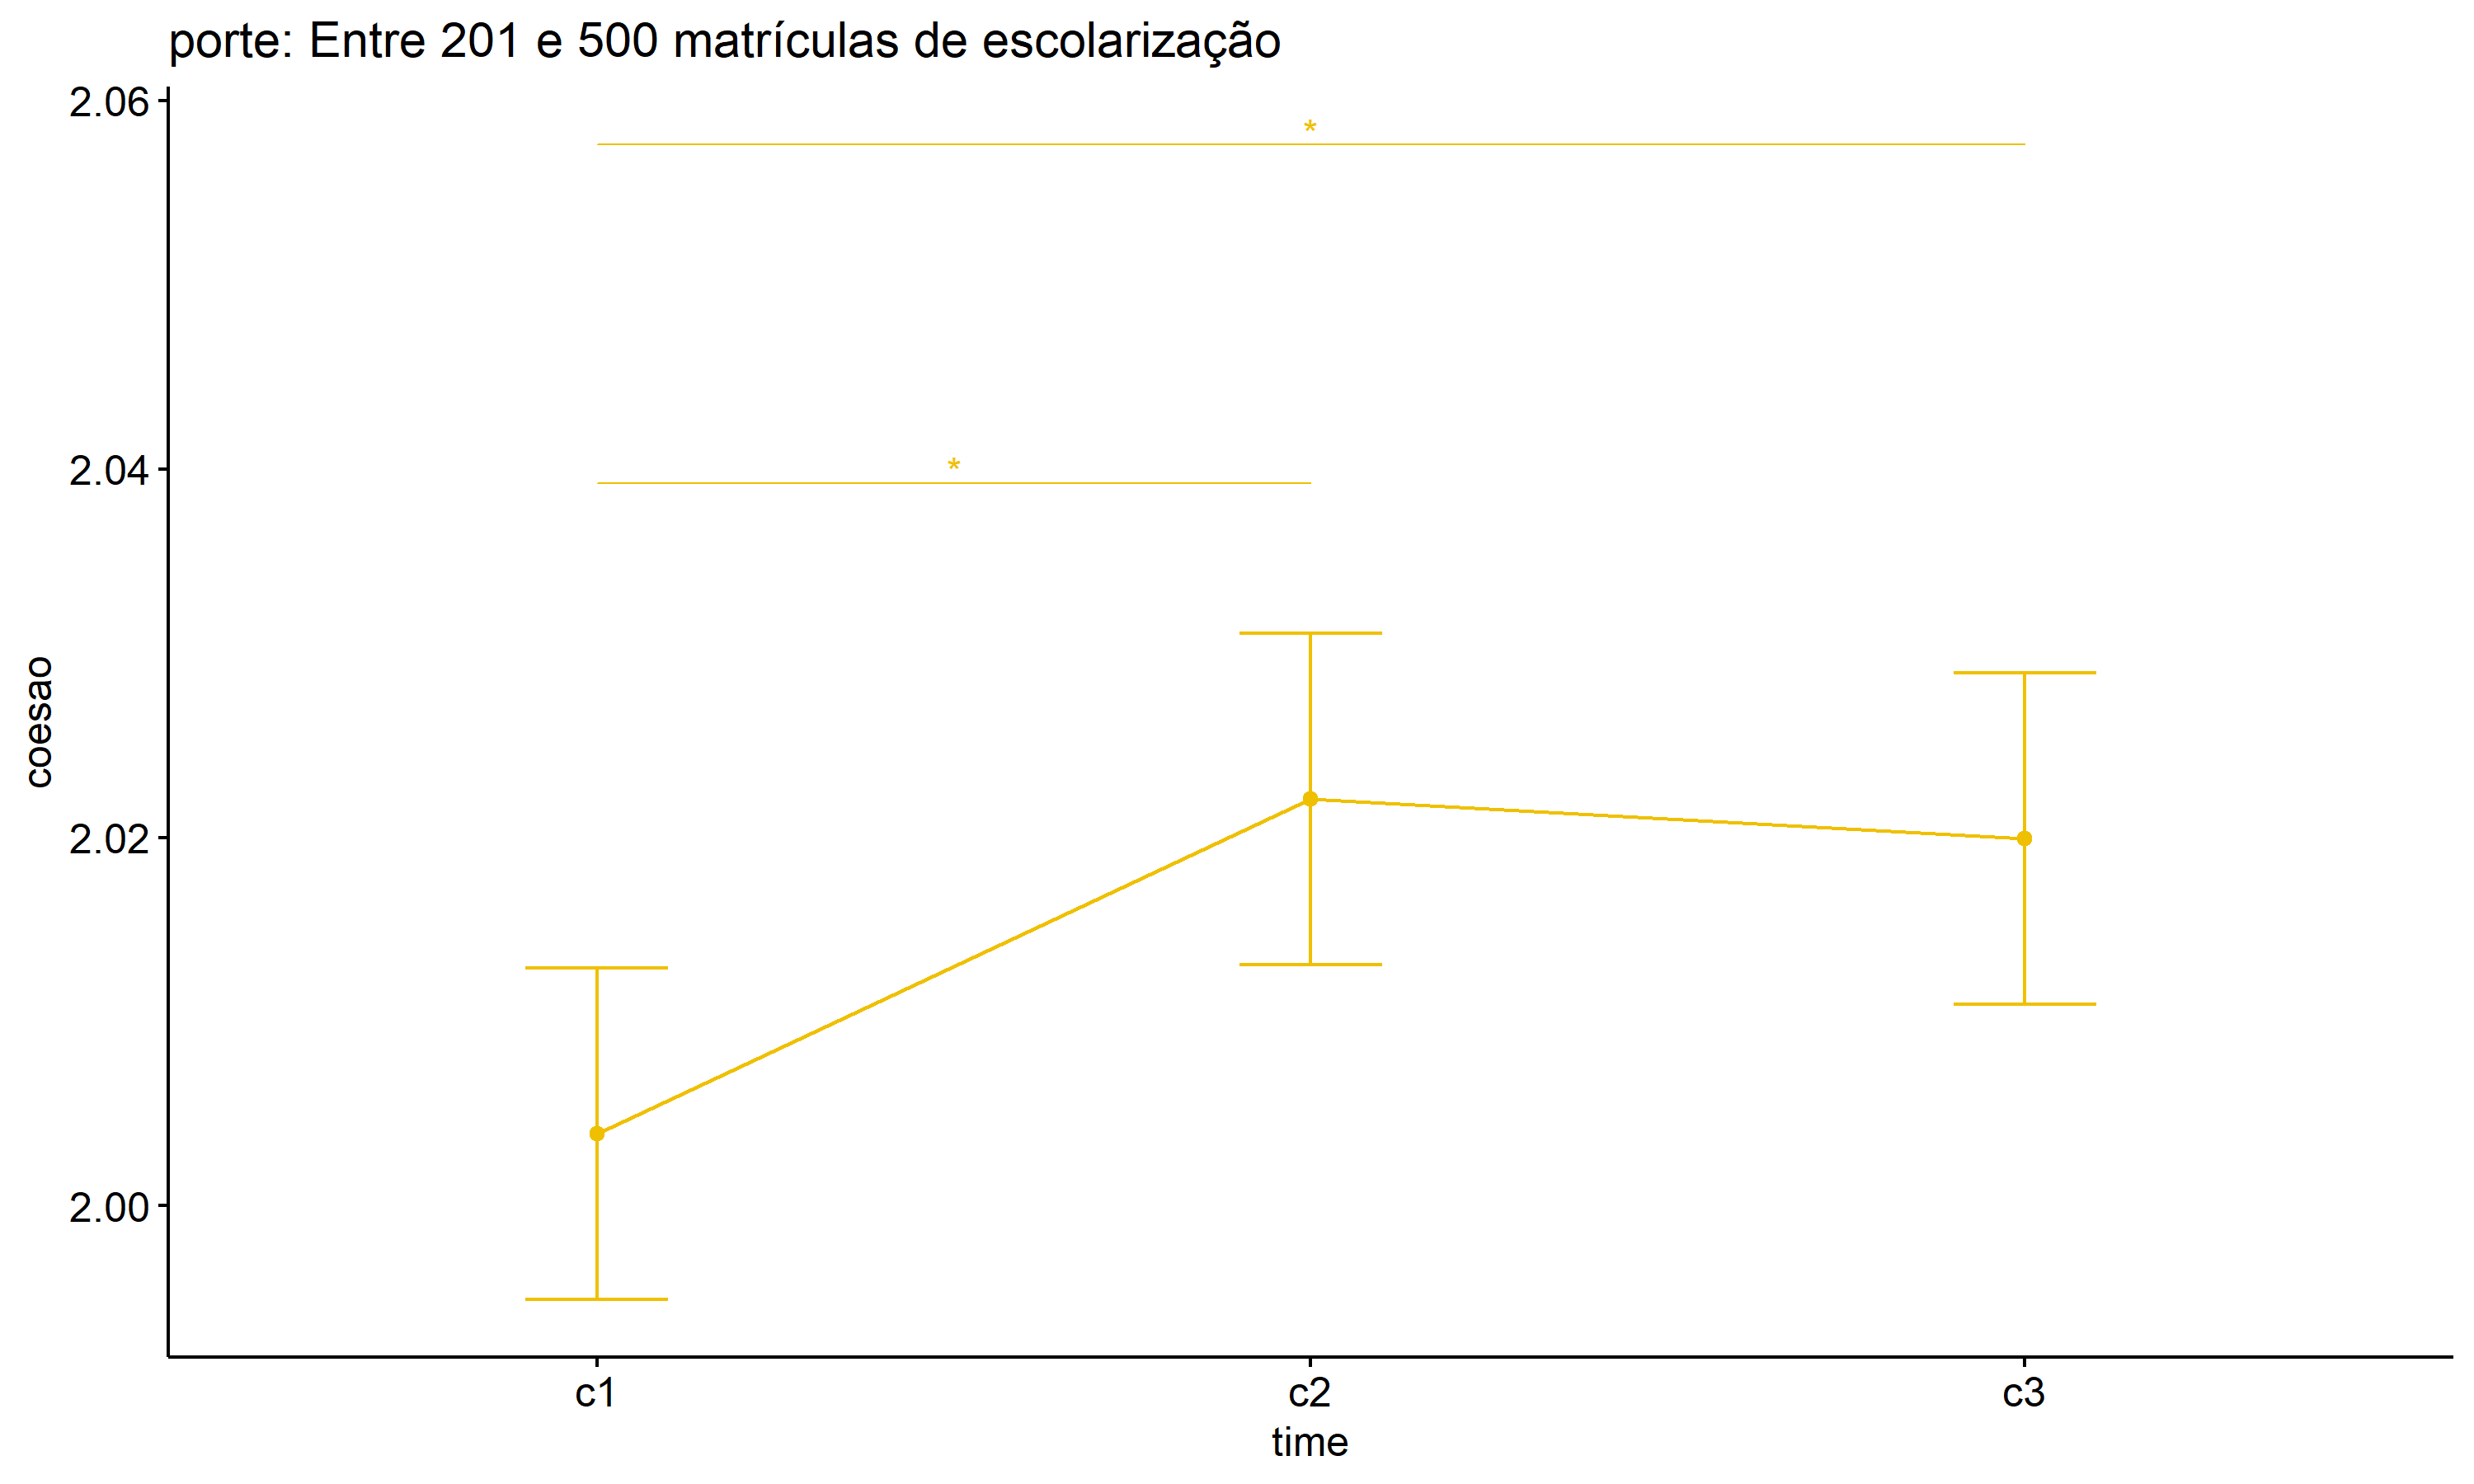 porte: Entre 201 e 500 matrículas de escolarização
2.06
*
2.04
*
coesao
2.02
2.00
c1 c2 c3
time